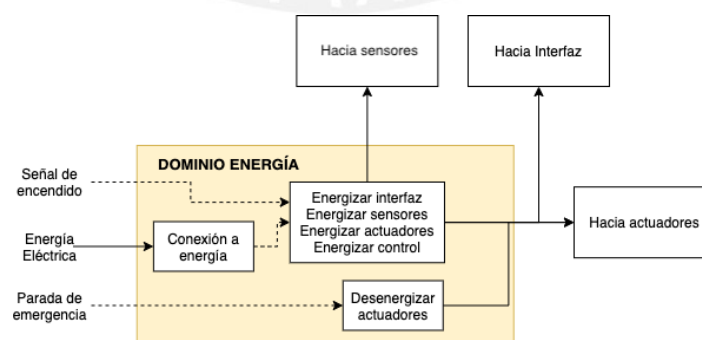 Hacia sensores
Hacia Interfaz
DOMINIO ENERGÍA
Señal de
encendido
Energizar interfaz
Energizar sensores
Energizar actuadores
Energizar control
Hacia actuadores
Energía
Eléctrica
Conexión a
energía
Parada de
emergencia
Desenergizar
actuadores